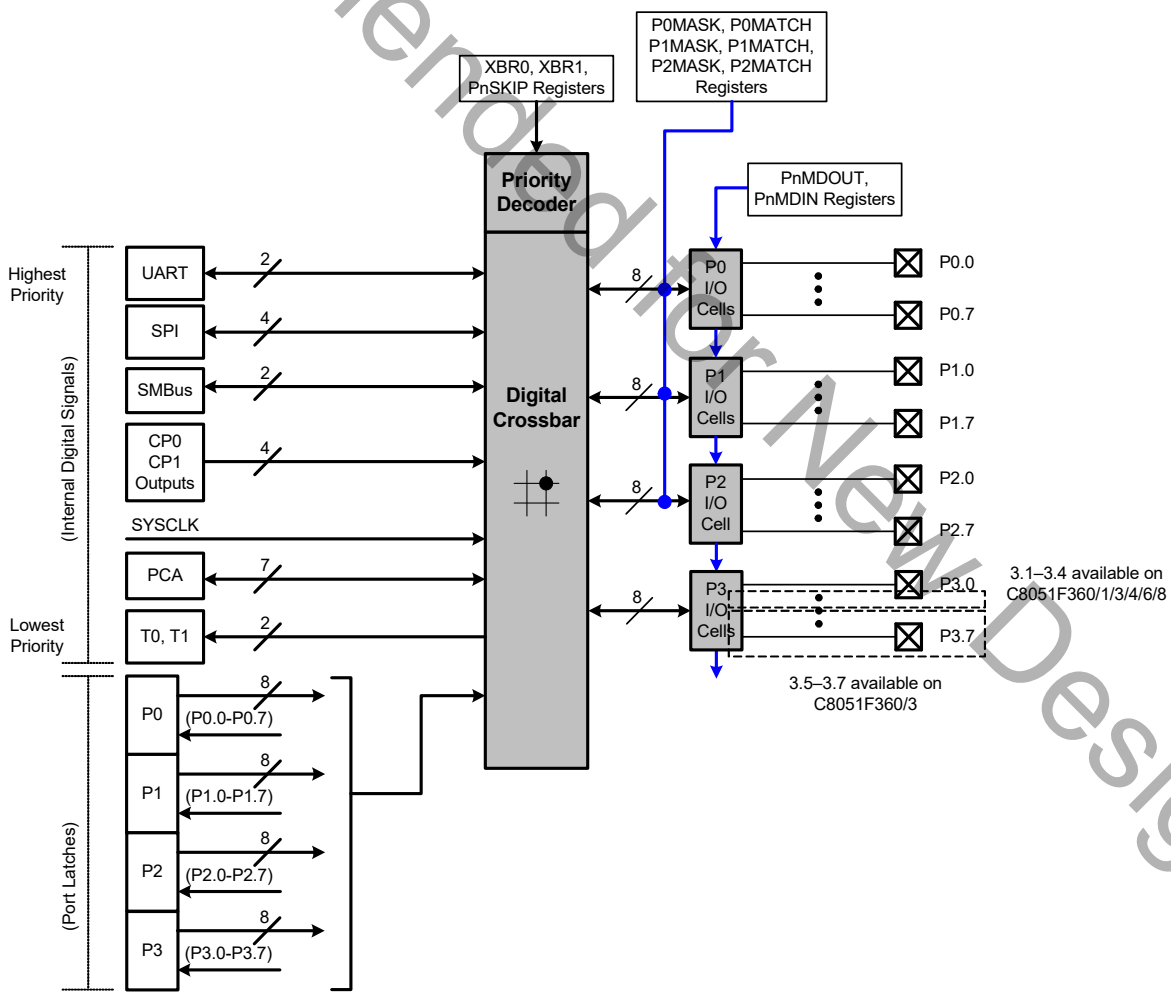 P0MASK, P0MATCH
P1MASK, P1MATCH,
P2MASK, P2MATCH
Registers
XBR0, XBR1,
PnSKIP Registers
PnMDOUT,
PnMDIN Registers
Priority
Decoder
Digital
Crossbar
Highest
Priority
(Internal Digital Signals)
Lowest
Priority
UART
2
SPI
4
SMBus
2
CP0
CP1
Outputs
4
SYSCLK
PCA
7
T0, T1
2
(Port Latches)
P0
8
(P0.0-P0.7)
P1
8
(P1.0-P1.7)
P2
8
(P2.0-P2.7)
P3
8
(P3.0-P3.7)
8
P0
I/O
Cells
P0.0
P0.7
8
P1
I/O
Cells
P1.0
P1.7
8
P2
I/O
Cell
P2.0
P2.7
8
P3
I/O
Cells
P3.0
P3.7
3.1–3.4 available on
C8051F360/1/3/4/6/8
3.5–3.7 available on
C8051F360/3
ended for New Desig